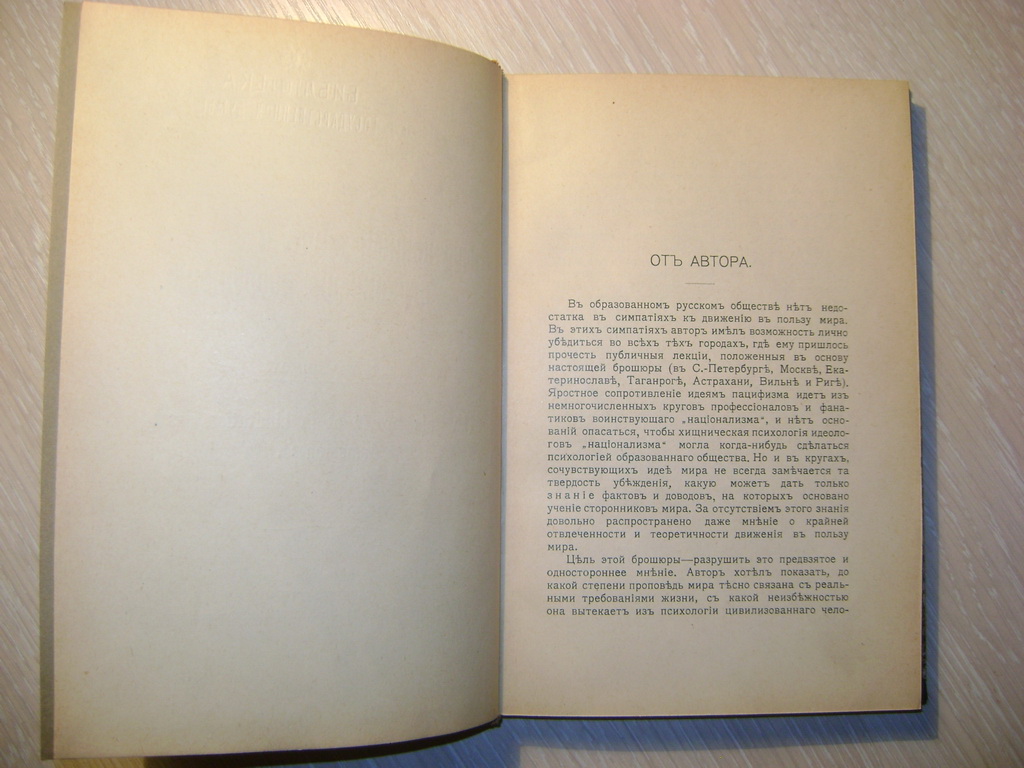 ОТЪ АВТОРА.
Въ образованномъ русскомъ обществѣ нѣтъ недо-
статка въ симпатіяхъ къ движенію въ пользу мира.
Въ этихъ симпатіяхъ авторъ имѣлъ возможность лично
убѣдиться во всѣхъ тѣхъ городахъ, гдѣ ему пришлось
прочесть публичныя лекціи, положенныя въ основу
настоящей брошюры (въ С.-Петербургѣ, Москвѣ, Ека-
теринославѣ, Таганрогѣ, Астрахани, Вильнѣ и Ригѣ).
Яростное сопротивленіе идеямъ пацифизма идетъ изъ
немногочисленныхъ круговъ профессіоналовъ и фана-
тиковъ воинствующаго „націонализма“, и нѣтъ осно-
ваній опасаться, чтобы хищническая психологія идеоло-
говъ „націонализма“ могла когда-нибудь сдѣлаться
психологіей образованнаго общества. Но и въ кругахъ,
сочувствующихъ идеѣ мира не всегда замѣчается та
твердость убѣжденія, какую можетъ дать только
знаніе фактовъ и доводовъ, на которыхъ основано
ученіе сторонниковъ мира. За отсутствіемъ этого знанія
довольно распространено даже мнѣніе о крайней
отвлеченности и теоретичности движенія въ пользу
мира.
Цѣль этой брошюры—разрушить это предвзятое и
одностороннее мнѣніе. Авторъ хотѣлъ показать, до
какой степени проповѣдь мира тѣсно связана съ реаль-
ными требованіями жизни, съ какой неизбѣжностью
она вытекаетъ изъ психологіи цивилизованнаго чело-